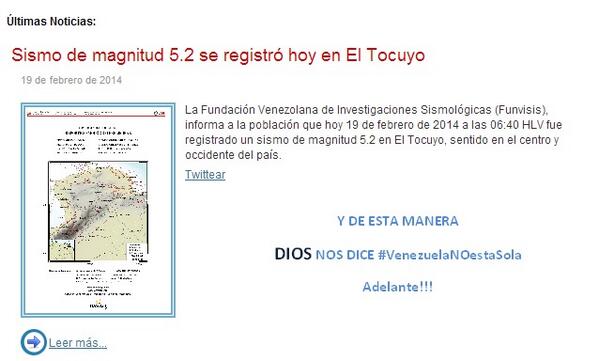 Últimas Noticias:
Sismo de magnitud 5.2 se registró hoy en El Tocuyo
19 de febrero de 2014
La Fundación Venezolana de Investigaciones Sismológicas (Funvisis),
informa a la población que hoy 19 de febrero de 2014 a las 06:40 HLV fue
registrado un sismo de magnitud 5.2 en El Tocuyo, sentido en el centro y
occidente del país.
Twittear
Y DE ESTA MANERA
DIOS NOS DICE #VenezuelaNOestaSola
Adelante!!!
Leer más...